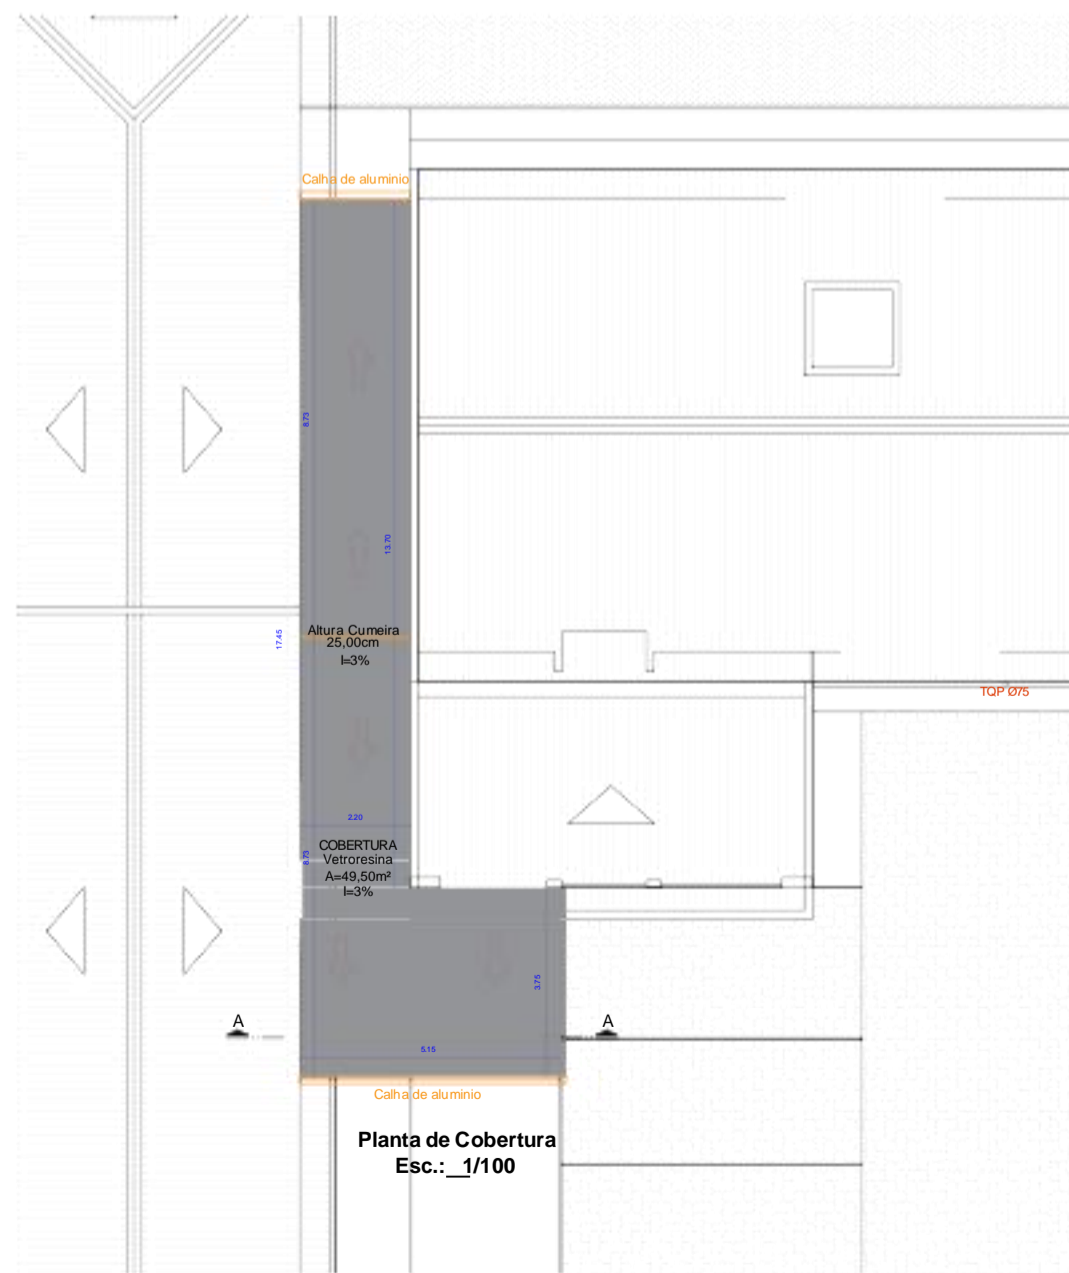 Calha de aluminio
8.73
13.70
17.45
Altura Cumeira
25,00cm
I=3%
TQP Ø75
2.20
COBERTURA
Vetroresina
A=49,50m²
I=3%
8.73
3.75
A
A
5.15
Calha de aluminio
Planta de Cobertura
Esc.: 1/100